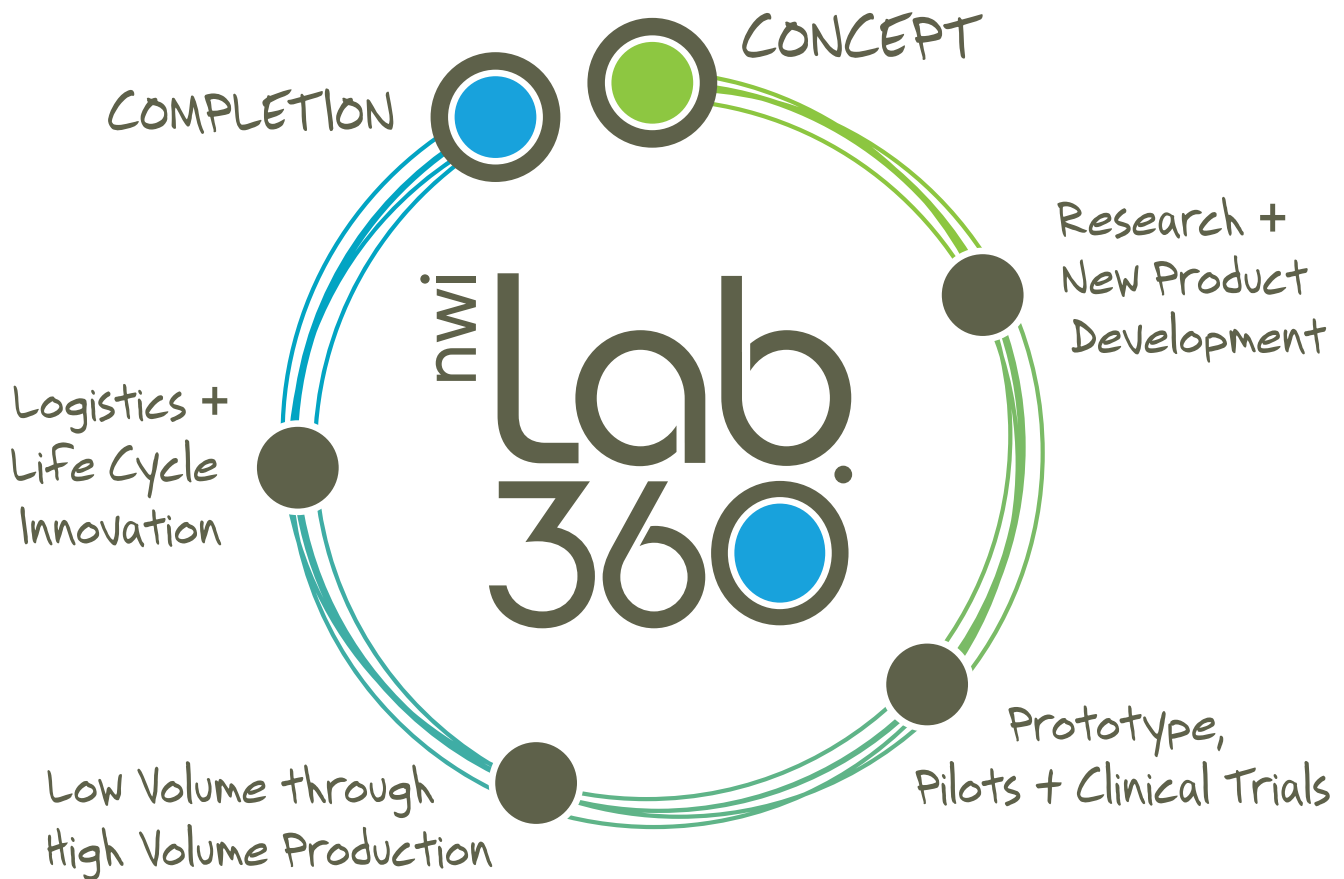 CONCEPT
COMPLETION
Research +
New Product
Development
nwi
Lab
360
Logistics +
Life Cycle
Innovation
Prototype,
Pilots + Clinical Trials
Low Volume through
High Volume Production